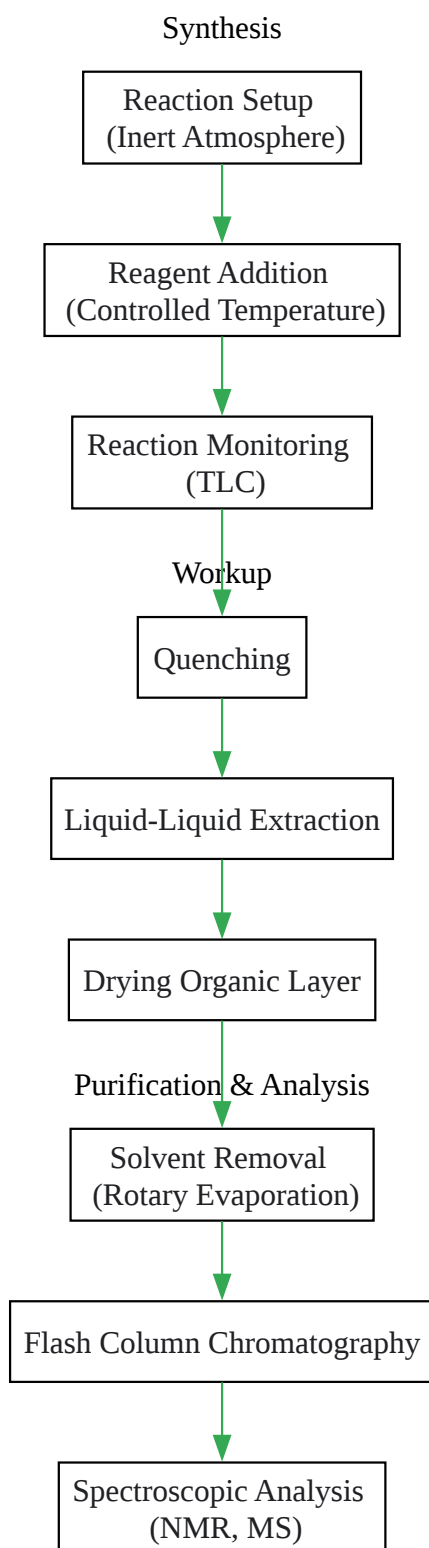 Synthesis
Reaction Setup
(Inert Atmosphere)
Reagent Addition
(Controlled Temperature)
Reaction Monitoring
(TLC)
Workup
Quenching
Liquid-Liquid Extraction
Drying Organic Layer
Purification & Analysis
Solvent Removal
(Rotary Evaporation)
Flash Column Chromatography
Spectroscopic Analysis
(NMR, MS)